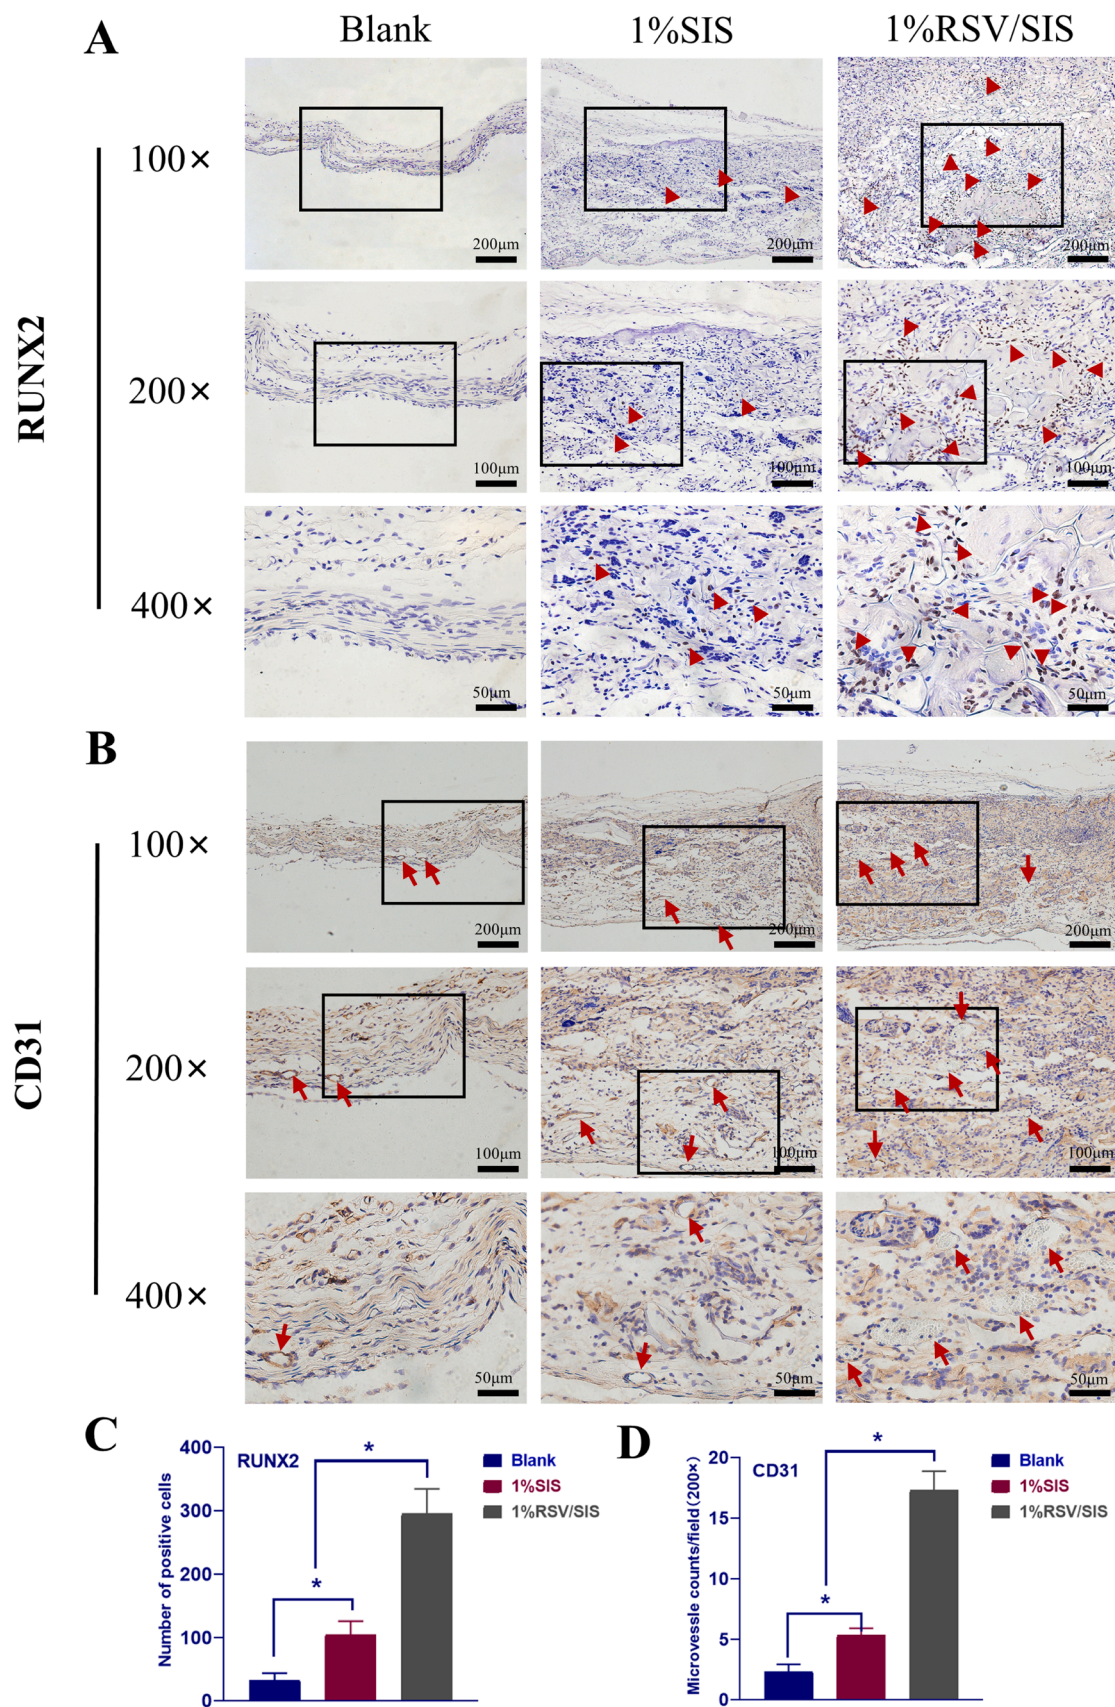 A
Blank
1%SIS
1%RSV/SIS
RUNX2
100×
200μm
200μm
200μm
200×
100μm
100μm
100μm
400×
50μm
50μm
50μm
B
CD31
100×
200μm
200μm
200μm
200×
100μm
100μm
100μm
400×
50μm
50μm
50μm
C
RUNX2
Number of positive cells
400
300
200
100
0
*
*
Blank
1%SIS
1%RSV/SIS
D
CD31
Microvessle counts/field(200×)
20
15
10
5
0
*
*
Blank
1%SIS
1%RSV/SIS